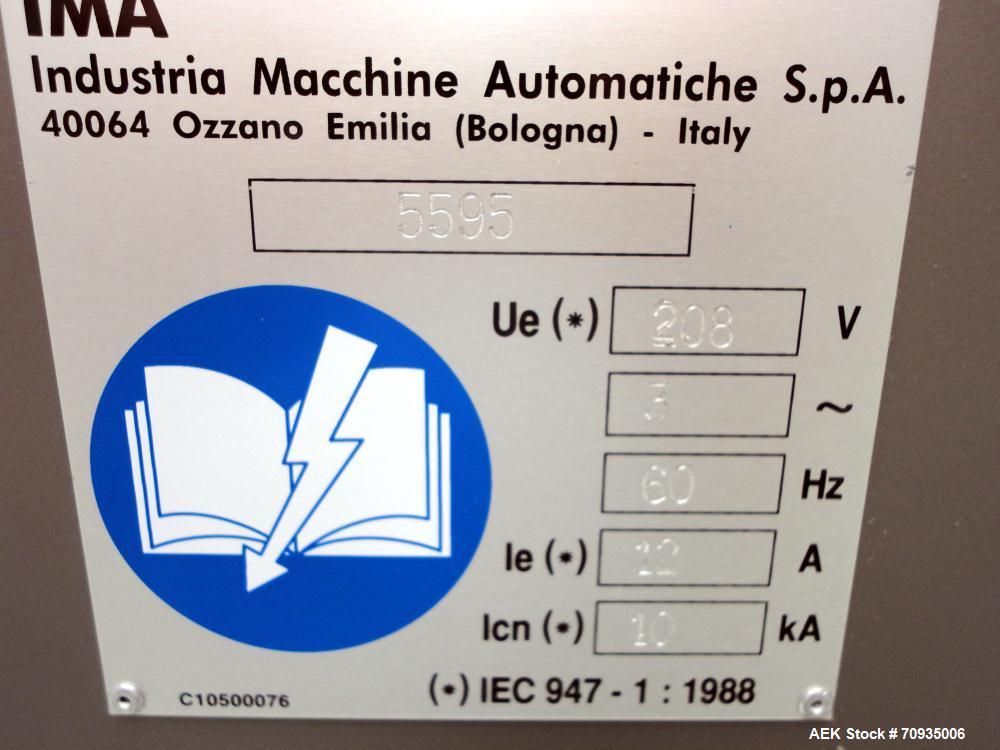 IMA
Industria Macchine Automatiche S.p.A.
40064 Ozzano Emilia (Bologna) - Italy
5595
Ue (*) 208 V
3 ~
60 Hz
Ie (*) 12 A
Icn (*) 10 kA
(*) IEC 947 - 1 : 1988
C10500076
AEK Stock # 70935006